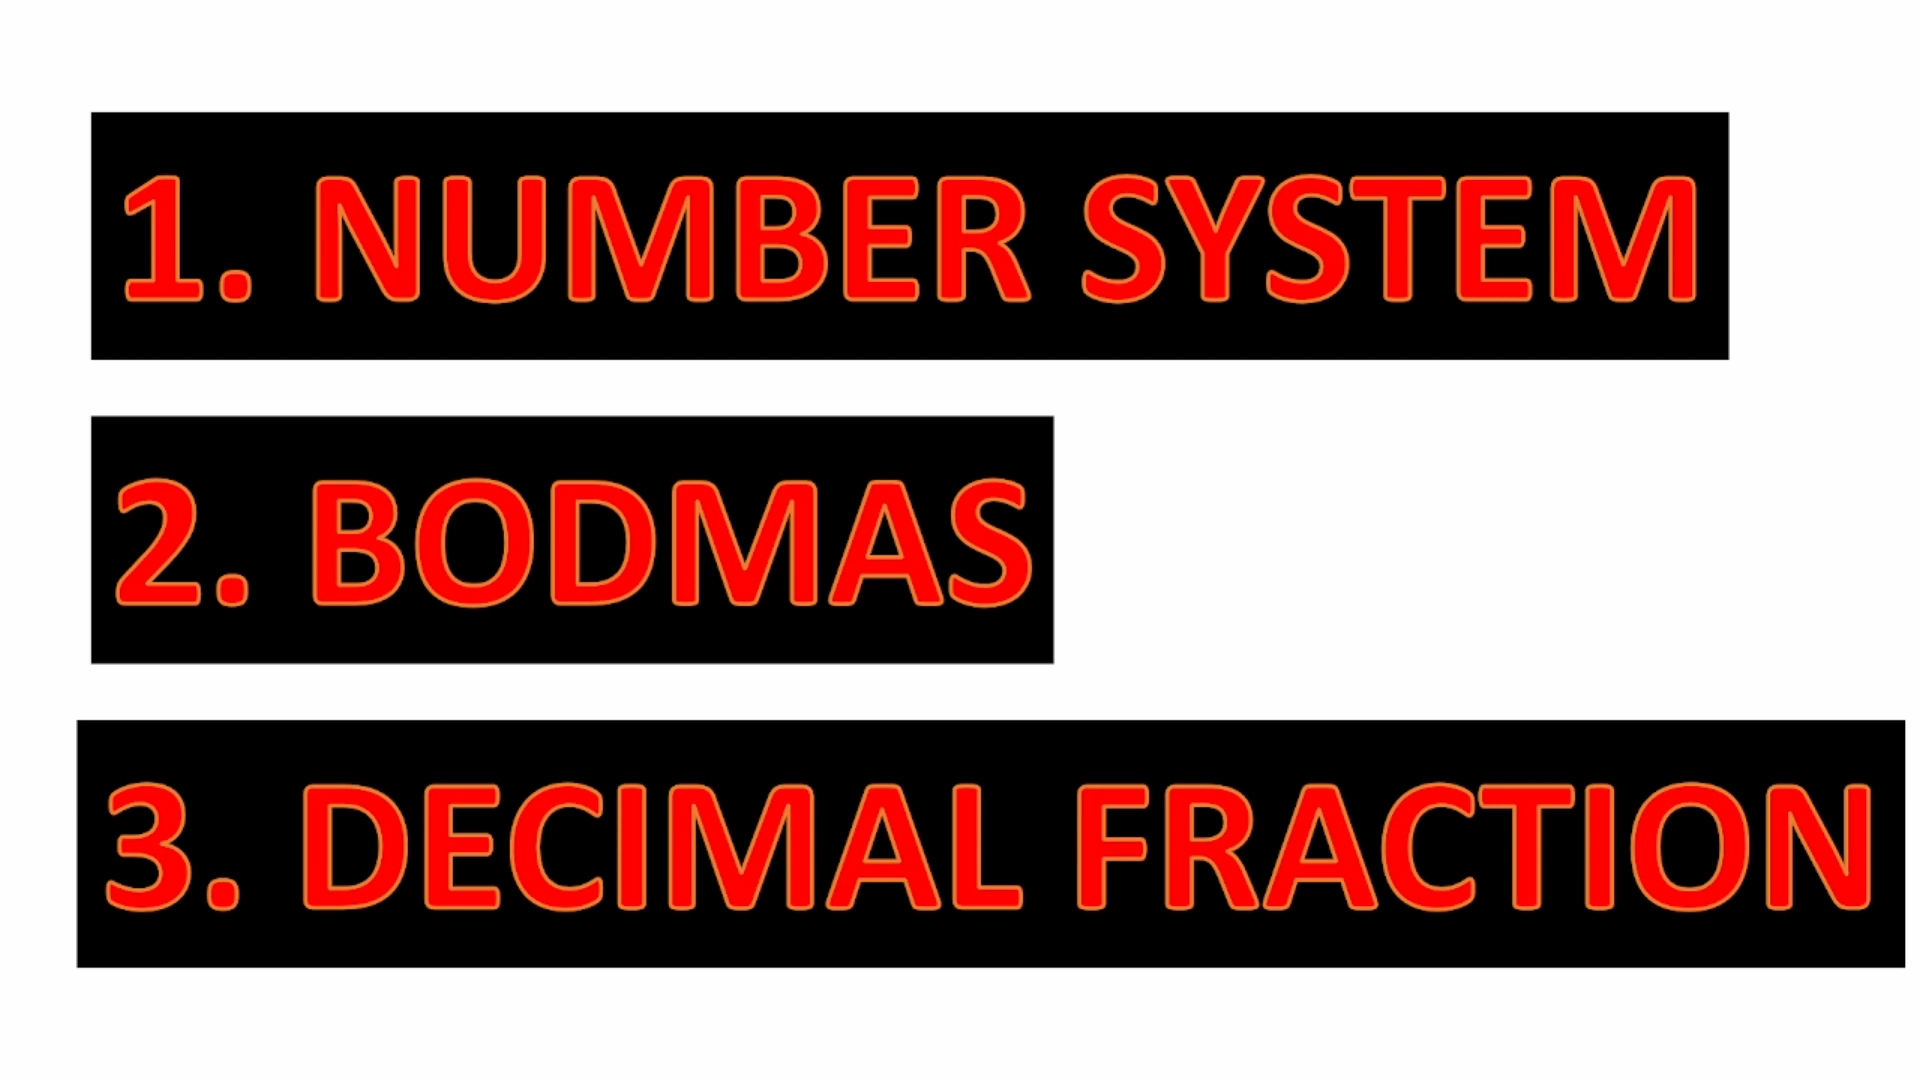 1. NUMBER SYSTEM
2. BODMAS
3. DECIMAL FRACTION